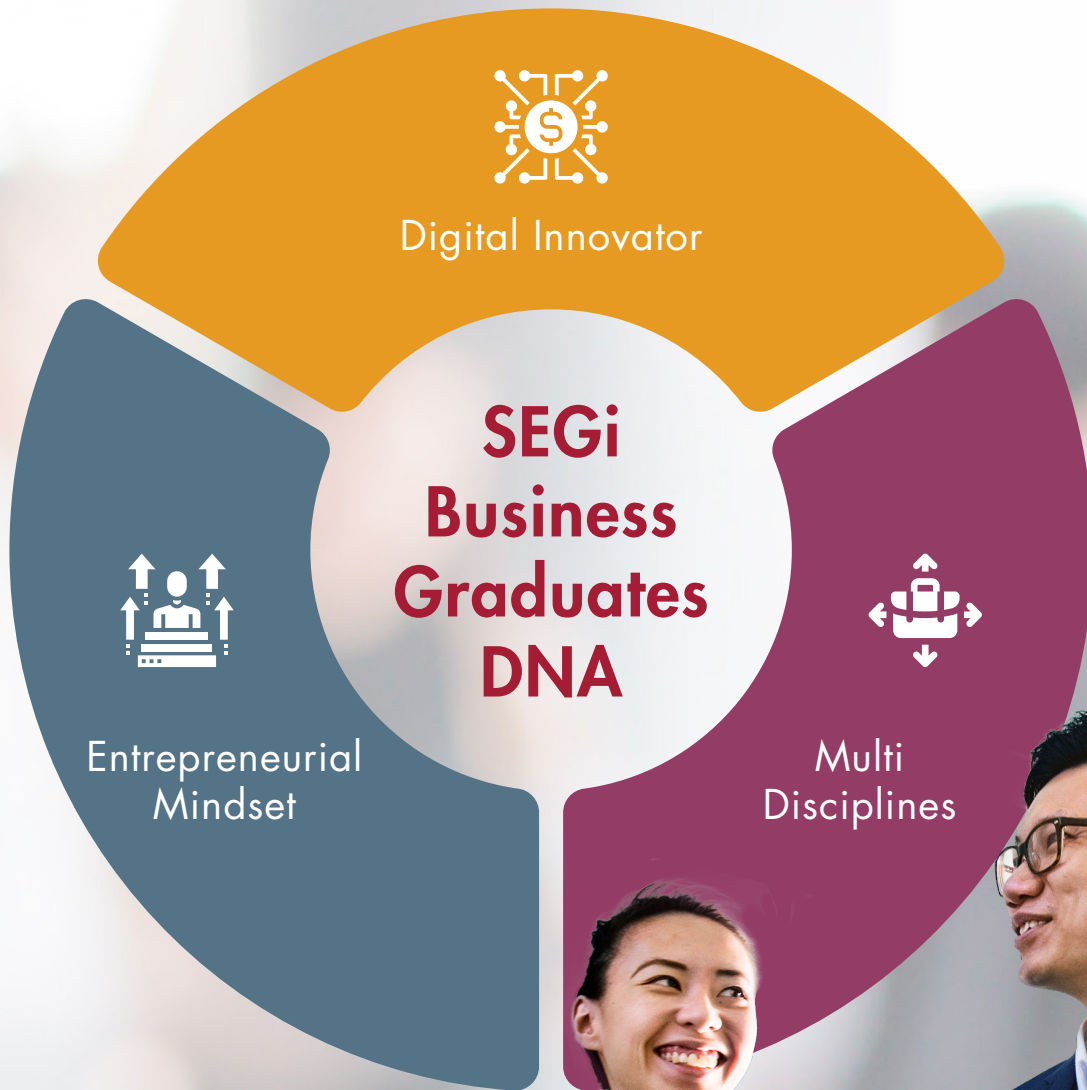 Digital Innovator
SEGi
Business
Graduates
DNA
Entrepreneurial
Mindset
Multi
Disciplines